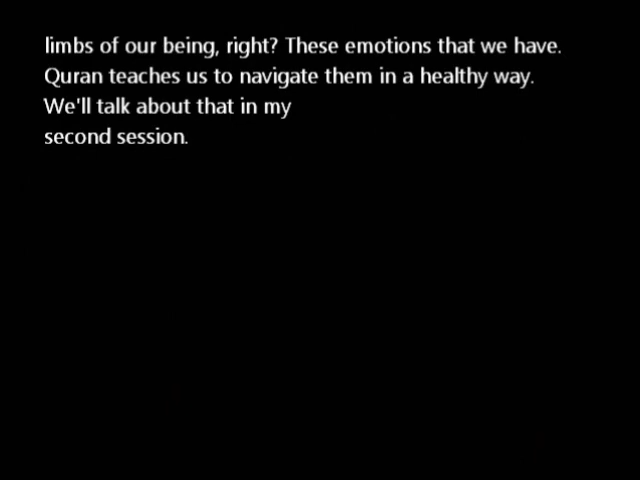 limbs of our being, right? These emotions that we have.
Quran teaches us to navigate them in a healthy way.
We'll talk about that in my
second session.